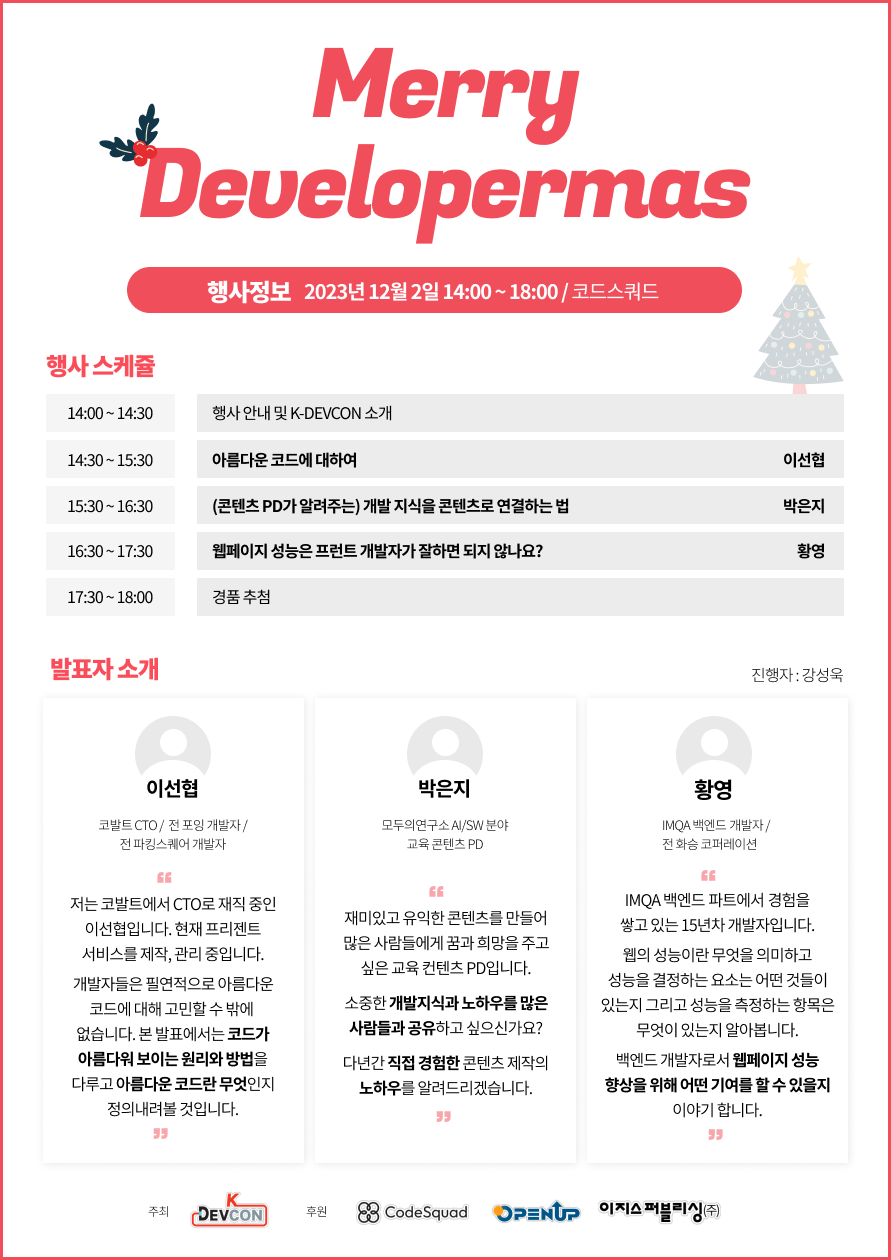 Merry
Developermas
행사정보 2023년 12월 2일 14:00 ~ 18:00 / 코드스쿼드
행사 스케쥴
14:00 ~ 14:30 행사 안내 및 K-DEVCON 소개
14:30 ~ 15:30 아름다운 코드에 대하여 이선협
15:30 ~ 16:30 (콘텐츠 PD가 알려주는) 개발 지식을 콘텐츠로 연결하는 법 박은지
16:30 ~ 17:30 웹페이지 성능은 프런트 개발자가 잘하면 되지 않나요? 황영
17:30 ~ 18:00 경품 추첨
발표자 소개
진행자 : 강성욱
이선협
코발트 CTO / 전 포잉 개발자 /
전 파킹스퀘어 개발자
“
저는 코발트에서 CTO로 재직 중인
이선협입니다. 현재 프리젠트
서비스를 제작, 관리 중입니다.
개발자들은 필연적으로 아름다운
코드에 대해 고민할 수 밖에
없습니다. 본 발표에서는 코드가
아름다워 보이는 원리와 방법을
다루고 아름다운 코드란 무엇인지
정의내려볼 것입니다.
”
박은지
모두의연구소 AI/SW 분야
교육 콘텐츠 PD
“
재미있고 유익한 콘텐츠를 만들어
많은 사람들에게 꿈과 희망을 주고
싶은 교육 컨텐츠 PD입니다.
소중한 개발지식과 노하우를 많은
사람들과 공유하고 싶으신가요?
다년간 직접 경험한 콘텐츠 제작의
노하우를 알려드리겠습니다.
”
황영
IMQA 백엔드 개발자 /
전 화승 코퍼레이션
“
IMQA 백엔드 파트에서 경험을
쌓고 있는 15년차 개발자입니다.
웹의 성능이란 무엇을 의미하고
성능을 결정하는 요소는 어떤 것들이
있는지 그리고 성능을 측정하는 항목은
무엇이 있는지 알아봅니다.
백엔드 개발자로서 웹페이지 성능
향상을 위해 어떤 기여를 할 수 있을지
이야기 합니다.
”
주최 K DEVCON 후원 CodeSquad OPENUP 이지스퍼블리싱(주)